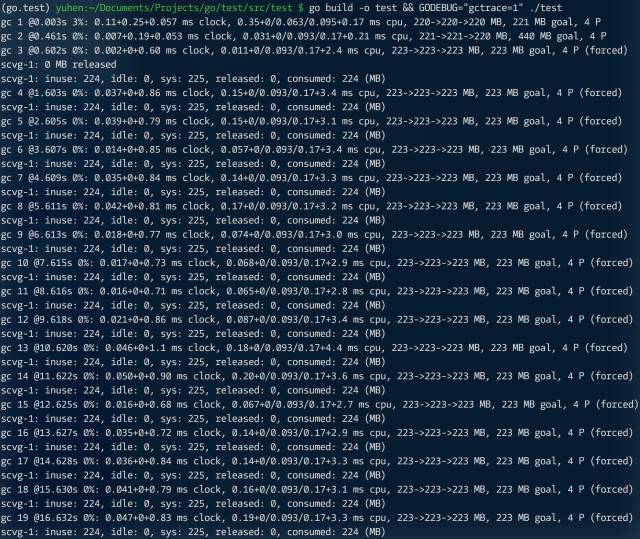 (go.test) yuhen:~/Documents/Projects/go/test/src/test $ go build -o test && GODEBUG="gctrace=1" ./test
gc 1 @0.003s 3%: 0.11+0.25+0.057 ms clock, 0.35+0/0.063/0.095+0.17 ms cpu, 220->220->220 MB, 221 MB goal, 4 P
gc 2 @0.461s 0%: 0.007+0.19+0.053 ms clock, 0.031+0/0.093/0.17+0.21 ms cpu, 221->221->220 MB, 440 MB goal, 4 P
gc 3 @0.602s 0%: 0.002+0+0.60 ms clock, 0.011+0/0.093/0.17+2.4 ms cpu, 223->223->223 MB, 223 MB goal, 4 P (forced)
scvg-1: 0 MB released
scvg-1: inuse: 224, idle: 0, sys: 225, released: 0, consumed: 224 (MB)
gc 4 @1.603s 0%: 0.037+0+0.86 ms clock, 0.15+0/0.093/0.17+3.4 ms cpu, 223->223->223 MB, 223 MB goal, 4 P (forced)
scvg-1: inuse: 224, idle: 0, sys: 225, released: 0, consumed: 224 (MB)
gc 5 @2.605s 0%: 0.039+0+0.79 ms clock, 0.15+0/0.093/0.17+3.1 ms cpu, 223->223->223 MB, 223 MB goal, 4 P (forced)
scvg-1: inuse: 224, idle: 0, sys: 225, released: 0, consumed: 224 (MB)
gc 6 @3.607s 0%: 0.014+0+0.85 ms clock, 0.057+0/0.093/0.17+3.4 ms cpu, 223->223->223 MB, 223 MB goal, 4 P (forced)
scvg-1: inuse: 224, idle: 0, sys: 225, released: 0, consumed: 224 (MB)
gc 7 @4.609s 0%: 0.035+0+0.84 ms clock, 0.14+0/0.093/0.17+3.3 ms cpu, 223->223->223 MB, 223 MB goal, 4 P (forced)
scvg-1: inuse: 224, idle: 0, sys: 225, released: 0, consumed: 224 (MB)
gc 8 @5.611s 0%: 0.042+0+0.81 ms clock, 0.17+0/0.093/0.17+3.2 ms cpu, 223->223->223 MB, 223 MB goal, 4 P (forced)
scvg-1: inuse: 224, idle: 0, sys: 225, released: 0, consumed: 224 (MB)
gc 9 @6.613s 0%: 0.018+0+0.77 ms clock, 0.074+0/0.093/0.17+3.0 ms cpu, 223->223->223 MB, 223 MB goal, 4 P (forced)
scvg-1: inuse: 224, idle: 0, sys: 225, released: 0, consumed: 224 (MB)
gc 10 @7.615s 0%: 0.017+0+0.73 ms clock, 0.068+0/0.093/0.17+2.9 ms cpu, 223->223->223 MB, 223 MB goal, 4 P (forced)
scvg-1: inuse: 224, idle: 0, sys: 225, released: 0, consumed: 224 (MB)
gc 11 @8.616s 0%: 0.016+0+0.71 ms clock, 0.065+0/0.093/0.17+2.8 ms cpu, 223->223->223 MB, 223 MB goal, 4 P (forced)
scvg-1: inuse: 224, idle: 0, sys: 225, released: 0, consumed: 224 (MB)
gc 12 @9.618s 0%: 0.021+0+0.86 ms clock, 0.087+0/0.093/0.17+3.4 ms cpu, 223->223->223 MB, 223 MB goal, 4 P (forced)
scvg-1: inuse: 224, idle: 0, sys: 225, released: 0, consumed: 224 (MB)
gc 13 @10.620s 0%: 0.046+0+1.1 ms clock, 0.18+0/0.093/0.17+4.4 ms cpu, 223->223->223 MB, 223 MB goal, 4 P (forced)
scvg-1: inuse: 224, idle: 0, sys: 225, released: 0, consumed: 224 (MB)
gc 14 @11.622s 0%: 0.050+0+0.90 ms clock, 0.20+0/0.093/0.17+3.6 ms cpu, 223->223->223 MB, 223 MB goal, 4 P (forced)
scvg-1: inuse: 224, idle: 0, sys: 225, released: 0, consumed: 224 (MB)
gc 15 @12.625s 0%: 0.016+0+0.68 ms clock, 0.067+0/0.093/0.17+2.7 ms cpu, 223->223->223 MB, 223 MB goal, 4 P (forced)
scvg-1: inuse: 224, idle: 0, sys: 225, released: 0, consumed: 224 (MB)
gc 16 @13.627s 0%: 0.035+0+0.72 ms clock, 0.14+0/0.093/0.17+2.9 ms cpu, 223->223->223 MB, 223 MB goal, 4 P (forced)
scvg-1: inuse: 224, idle: 0, sys: 225, released: 0, consumed: 224 (MB)
gc 17 @14.628s 0%: 0.036+0+0.84 ms clock, 0.14+0/0.093/0.17+3.3 ms cpu, 223->223->223 MB, 223 MB goal, 4 P (forced)
scvg-1: inuse: 224, idle: 0, sys: 225, released: 0, consumed: 224 (MB)
gc 18 @15.630s 0%: 0.041+0+0.79 ms clock, 0.16+0/0.093/0.17+3.1 ms cpu, 223->223->223 MB, 223 MB goal, 4 P (forced)
scvg-1: inuse: 224, idle: 0, sys: 225, released: 0, consumed: 224 (MB)
gc 19 @16.632s 0%: 0.047+0+0.83 ms clock, 0.19+0/0.093/0.17+3.3 ms cpu, 223->223->223 MB, 223 MB goal, 4 P (forced)
scvg-1: inuse: 224, idle: 0, sys: 225, released: 0, consumed: 224 (MB)